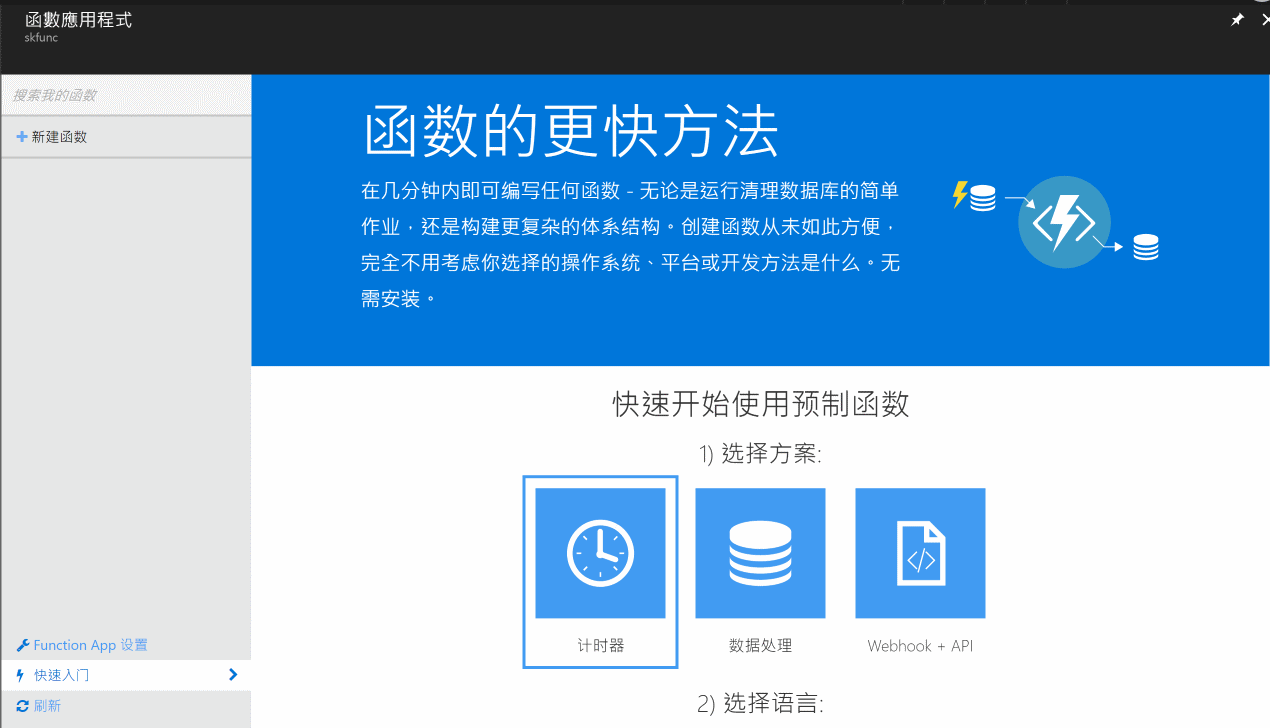 函數應用程式
skfunc
搜索我的函数
新建函数
函数的更快方法
在几分钟内即可编写任何函数 - 无论是运行清理数据库的简单
作业，还是构建更复杂的体系结构。创建函数从未如此方便，
完全不用考虑你选择的操作系统、平台或开发方法是什么。无
需安装。
快速开始使用预制函数
1) 选择方案:
计时器
数据处理
Webhook + API
2) 选择语言:
Function App 设置
快速入门
刷新